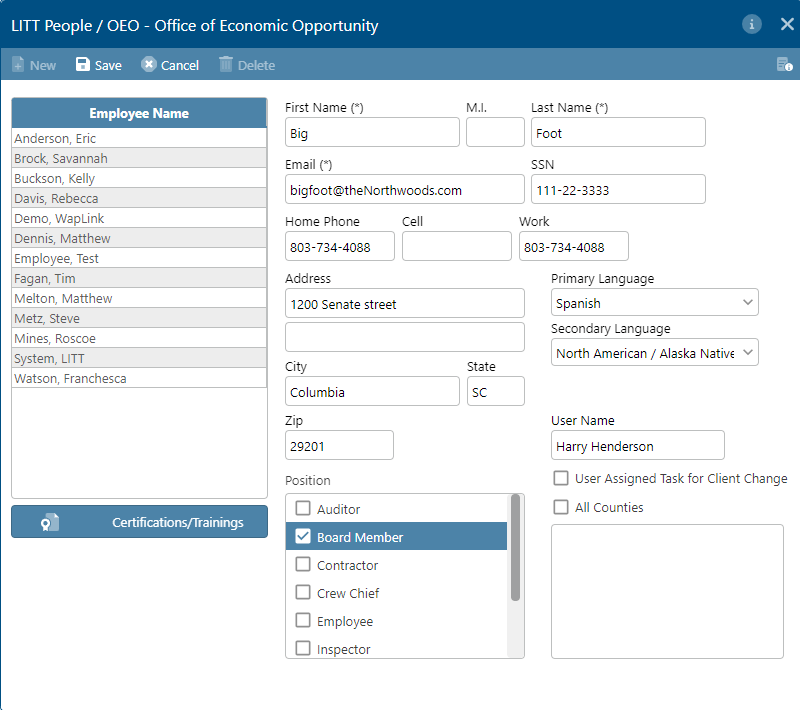 LITT People / OEO - Office of Economic Opportunity
New Save Cancel Delete
Employee Name
Anderson, Eric
Brock, Savannah
Buckson, Kelly
Davis, Rebecca
Demo, WapLink
Dennis, Matthew
Employee, Test
Fagan, Tim
Melton, Matthew
Metz, Steve
Mines, Roscoe
System, LITT
Watson, Franchesca
Certifications/Trainings
First Name (*) M.I. Last Name (*)
Big Foot
Email (*) SSN
bigfoot@theNorthwoods.com 111-22-3333
Home Phone Cell Work
803-734-4088 803-734-4088
Address Primary Language
1200 Senate street Spanish
Secondary Language
North American / Alaska Native
City State
Columbia SC
Zip User Name
29201 Harry Henderson
Position User Assigned Task for Client Change
All Counties
Auditor
Board Member
Contractor
Crew Chief
Employee
Inspector